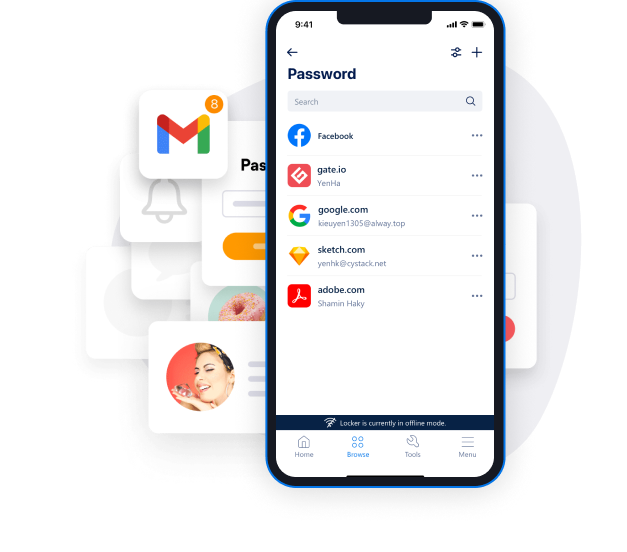 9:41
Password
Search
Facebook
gate.io
YenHa
google.com
kieuyen1305@alway.top
sketch.com
yenhk@cystack.net
adobe.com
Shamin Haky
Locker is currently in offline mode.
Home
Browse
Tools
Menu
8
Pas